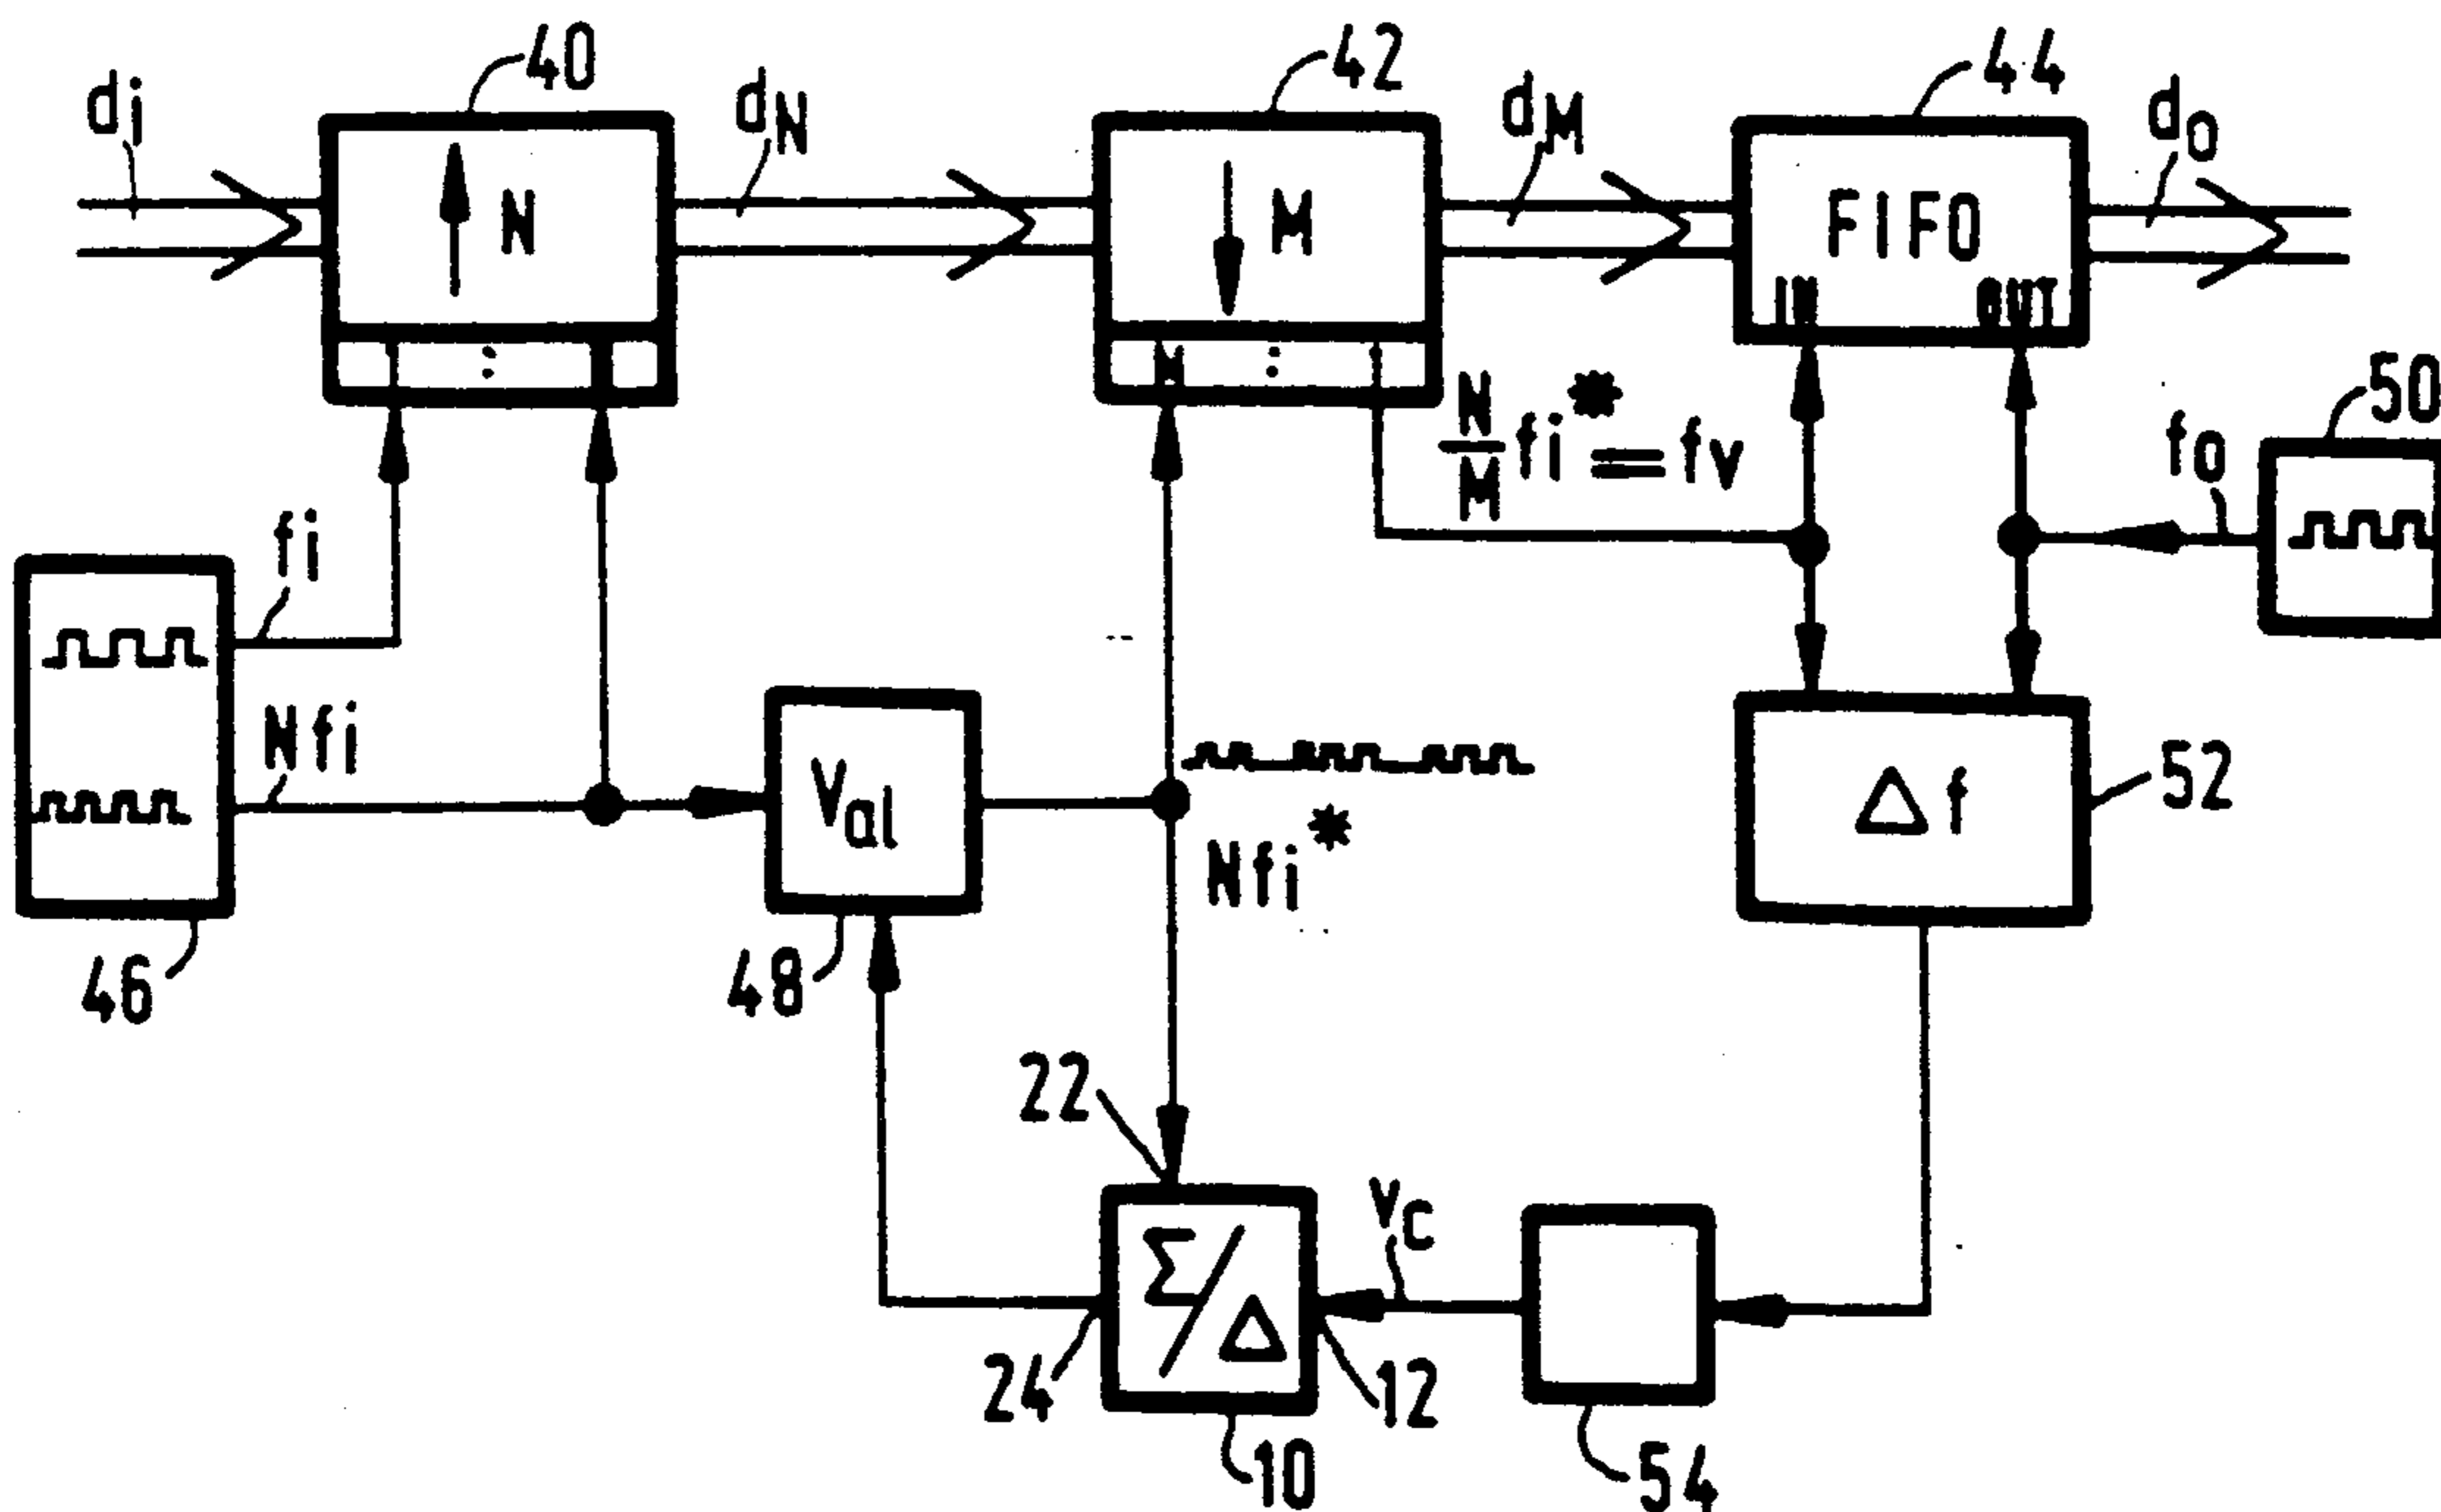 40
42
44
di
dN
dM
dO
N
M
FIFO
IN
OUT
:
:
50
N/M fi* = fv
fO
fi
Nfi
Val
Δf
52
Nfi*
46
48
22
Σ/Δ
vC
24
12
10
54